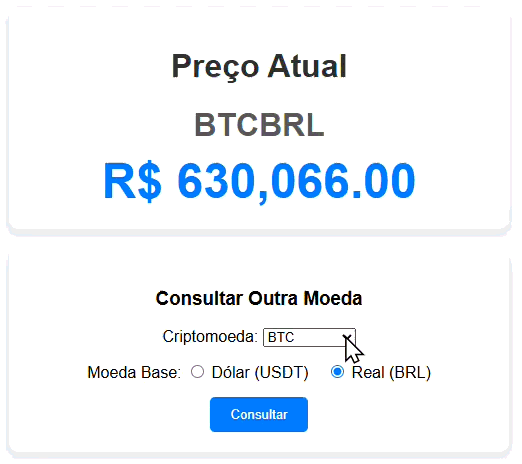 Preço Atual
BTCBRL
R$ 630,066.00
Consultar Outra Moeda
Criptomoeda: BTC
Moeda Base: Dólar (USDT) Real (BRL)
Consultar